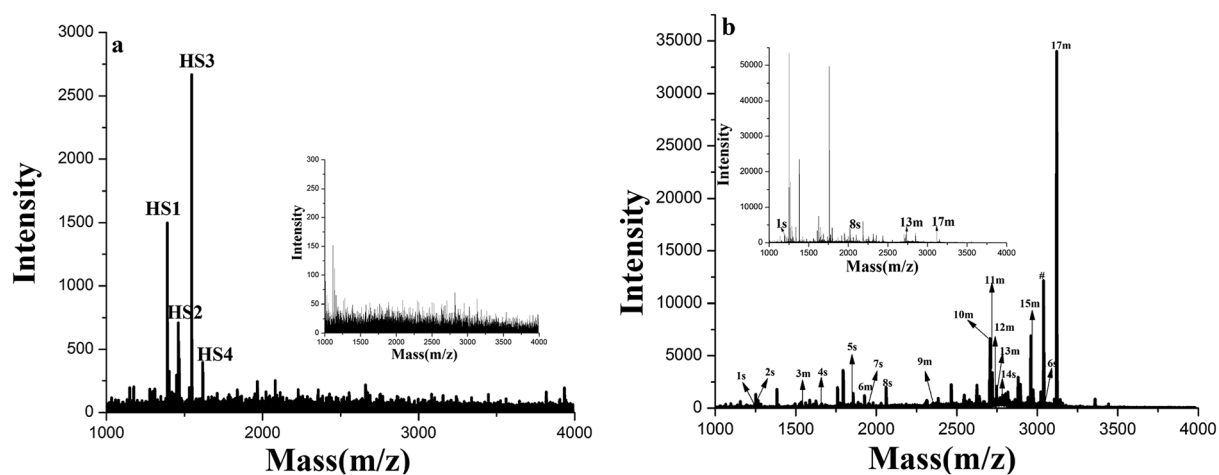 a
3000
2500
2000
1500
1000
500
0
Intensity
HS1
HS2
HS3
HS4
1000 2000 3000 4000
Mass(m/z)
300
250
200
150
100
50
0
Intensity
1000 1500 2000 2500 3000 3500 4000
Mass(m/z)
b
35000
30000
25000
20000
15000
10000
5000
0
Intensity
17m
#
11m
10m
12m
15m
13m
14s
6s
5s
7s
9m
1s
2s
3m
4s
6m
8s
1000 1500 2000 2500 3000 3500 4000
Mass(m/z)
50000
40000
30000
20000
10000
0
Intensity
1s
8s
13m
17m
1000 1500 2000 2500 3000 3500 4000
Mass(m/z)